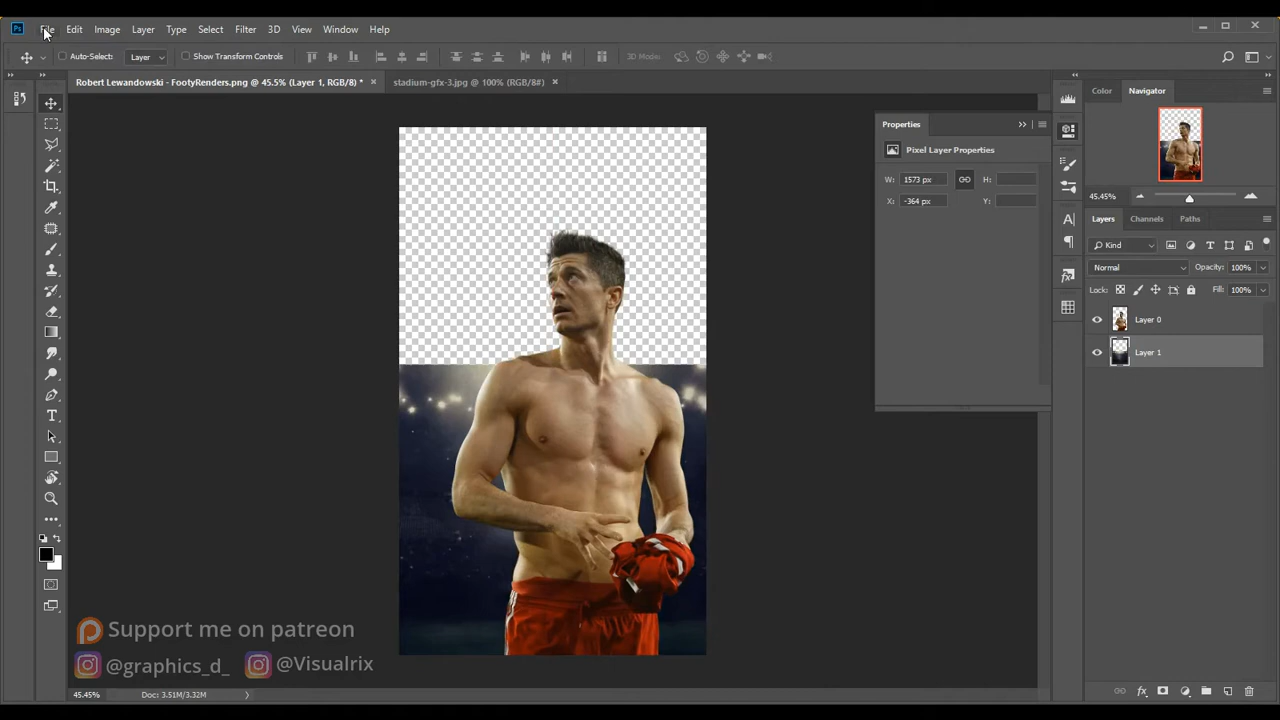 Ps File Edit Image Layer Type Select Filter 3D View Window Help
Auto-Select: Layer Show Transform Controls 3D Mode:
Robert Lewandowski - FootyRenders.png @ 45.5% (Layer 1, RGB/8) * × stadium-gfx-3.jpg @ 100% (RGB/8#) ×
Color Navigator
Properties
Pixel Layer Properties
W: 1573 px H:
X: -364 px Y:
45.45%
Layers Channels Paths
Kind
Normal Opacity: 100%
Lock: Fill: 100%
Layer 0
Layer 1
Support me on patreon
@graphics_d_ @Visualrix
45.45% Doc: 3.51M/3.32M